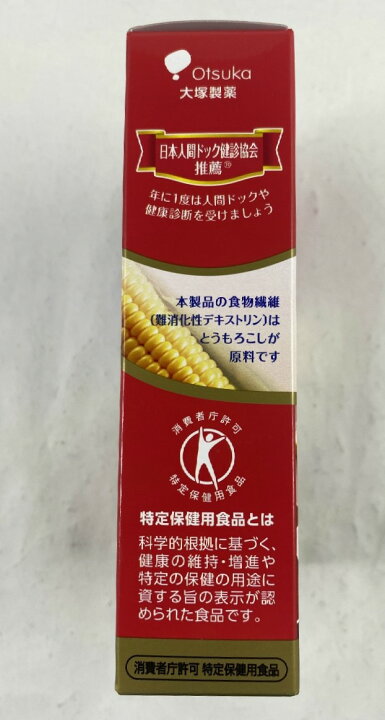 Otsuka
大塚製薬
日本人間ドック健診協会
推薦®
年に1度は人間ドックや
健康診断を受けましょう
本製品の食物繊維
(難消化性デキストリン)は
とうもろこしが
原料です
消費者庁許可
特定保健用食品
特定保健用食品とは
科学的根拠に基づく、
健康の維持・増進や
特定の保健の用途に
資する旨の表示が認
められた食品です。
消費者庁許可 特定保健用食品